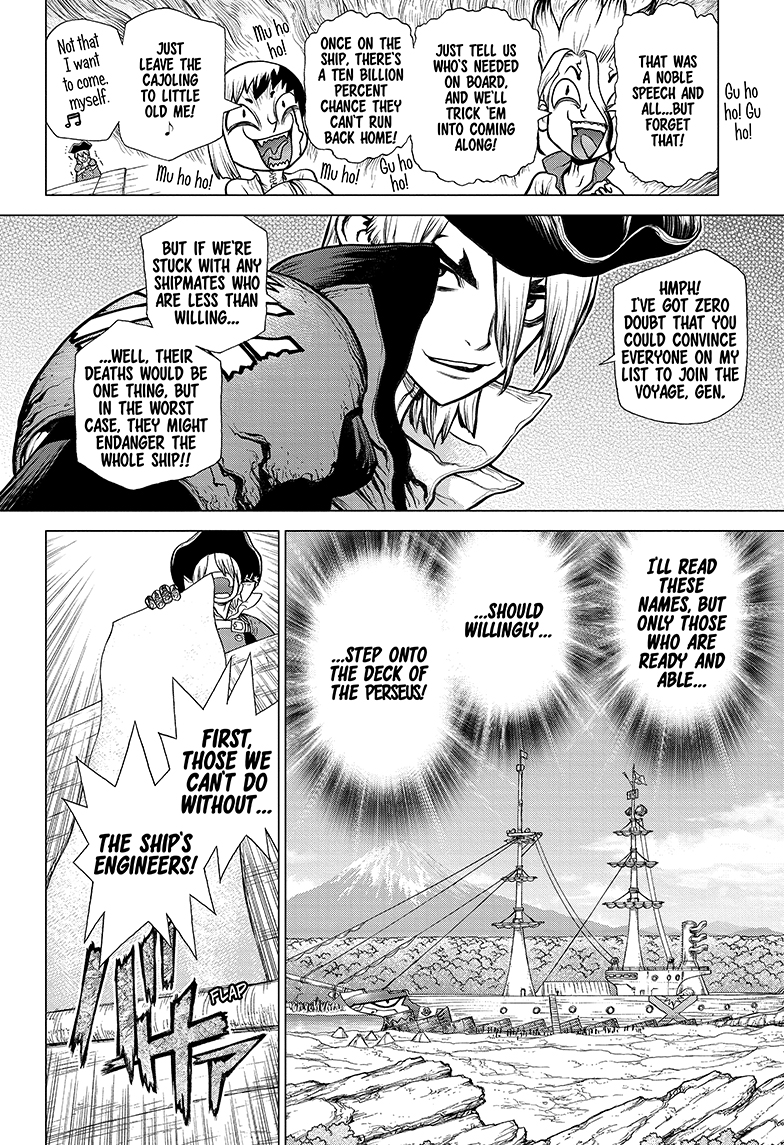 THAT WAS
A NOBLE
SPEECH AND
ALL...BUT
FORGET
THAT!
Gu ho
ho! Gu
ho!
JUST TELL US
WHO'S NEEDED
ON BOARD,
AND WE'LL
TRICK 'EM
INTO COMING
ALONG!
ONCE ON THE
SHIP, THERE'S
A TEN BILLION
PERCENT
CHANCE THEY
CAN'T RUN
BACK HOME!
Gu ho
ho!
Mu ho!
Mu ho
ho!
JUST
LEAVE THE
CAJOLING
TO LITTLE
OLD ME!
♪
Mu ho ho!
Not that
I want
to come,
myself.
♫
HMPH!
I'VE GOT ZERO
DOUBT THAT YOU
COULD CONVINCE
EVERYONE ON MY
LIST TO JOIN THE
VOYAGE, GEN.
BUT IF WE'RE
STUCK WITH ANY
SHIPMATES WHO
ARE LESS THAN
WILLING...
...WELL, THEIR
DEATHS WOULD BE
ONE THING, BUT
IN THE WORST
CASE, THEY MIGHT
ENDANGER THE
WHOLE SHIP!!
I'LL READ
THESE
NAMES, BUT
ONLY THOSE
WHO ARE
READY AND
ABLE...
...SHOULD
WILLINGLY...
...STEP ONTO
THE DECK OF
THE PERSEUS!
FIRST,
THOSE WE
CAN'T DO
WITHOUT...
THE SHIP'S
ENGINEERS!
FLAP